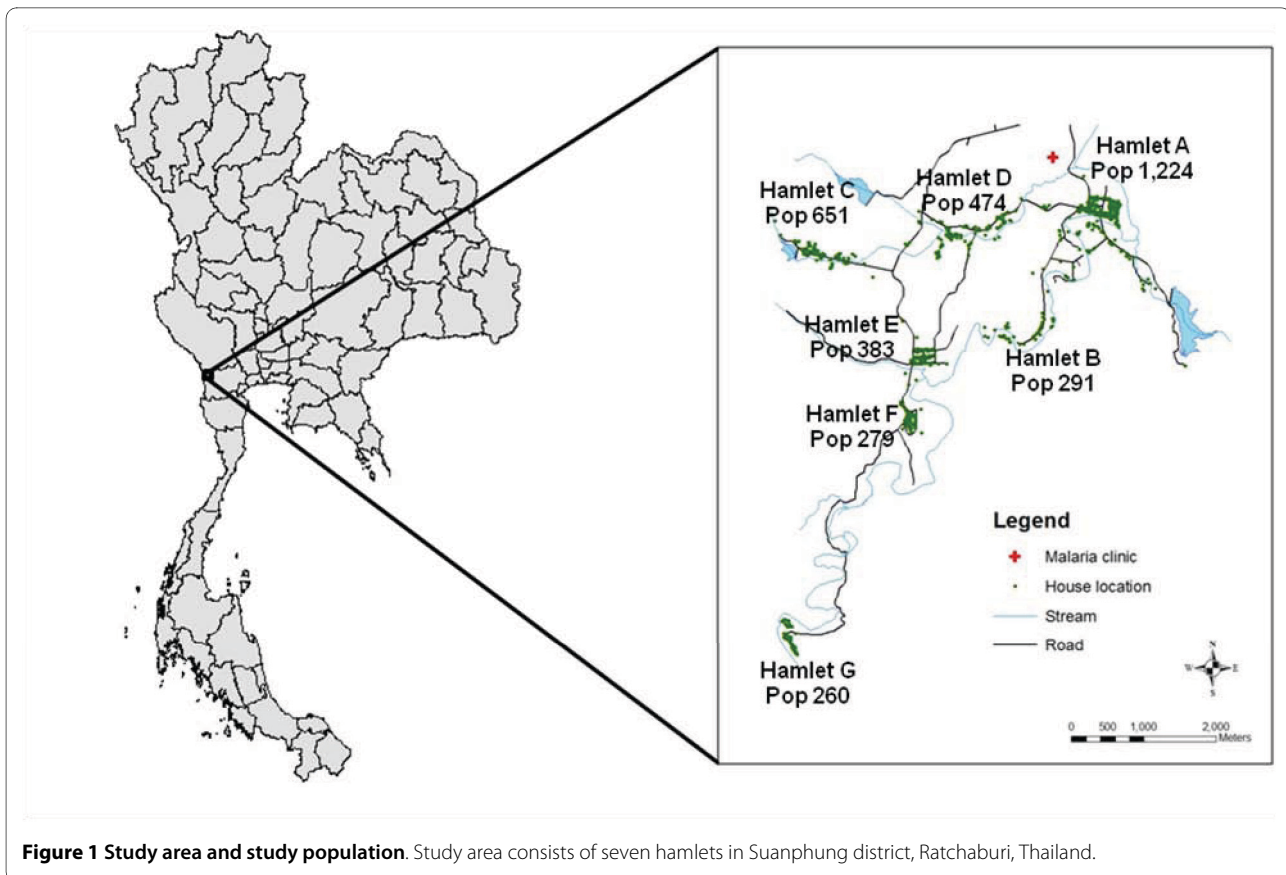 Hamlet A
Pop 1,224
Hamlet D
Pop 474
Hamlet C
Pop 651
Hamlet E
Pop 383
Hamlet B
Pop 291
Hamlet F
Pop 279
Hamlet G
Pop 260
Legend
Malaria clinic
House location
Stream
Road
N
W E
S
0 500 1,000 2,000
Meters
Figure 1 Study area and study population. Study area consists of seven hamlets in Suanphung district, Ratchaburi, Thailand.